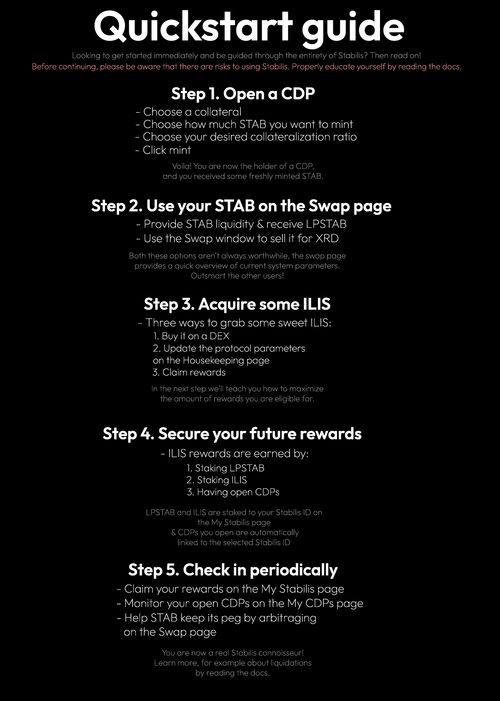 Quickstart guide
Looking to get started immediately and be guided through the entirety of Stabilis? Then read on!
Before continuing, please be aware that there are risks to using Stabilis. Properly educate yourself by reading the docs.
Step 1. Open a CDP
- Choose a collateral
- Choose how much STAB you want to mint
- Choose your desired collateralization ratio
- Click mint
Voila! You are now the holder of a CDP,
and you received some freshly minted STAB.
Step 2. Use your STAB on the Swap page
- Provide STAB liquidity & receive LPSTAB
- Use the Swap window to sell it for XRD
Both these options aren't always worthwhile, the swap page
provides a quick overview of current system parameters.
Outsmart the other users!
Step 3. Acquire some ILIS
- Three ways to grab some sweet ILIS:
1. Buy it on a DEX
2. Update the protocol parameters
on the Housekeeping page
3. Claim rewards
In the next step we'll teach you how to maximize
the amount of rewards you are eligible for.
Step 4. Secure your future rewards
- ILIS rewards are earned by:
1. Staking LPSTAB
2. Staking ILIS
3. Having open CDPs
LPSTAB and ILIS are staked to your Stabilis ID on
the My Stabilis page
& CDPs you open are automatically
linked to the selected Stabilis ID
Step 5. Check in periodically
- Claim your rewards on the My Stabilis page
- Monitor your open CDPs on the My CDPs page
- Help STAB keep its peg by arbitraging
on the Swap page
You are now a real Stabilis connoisseur!
Learn more, for example about liquidations
by reading the docs.